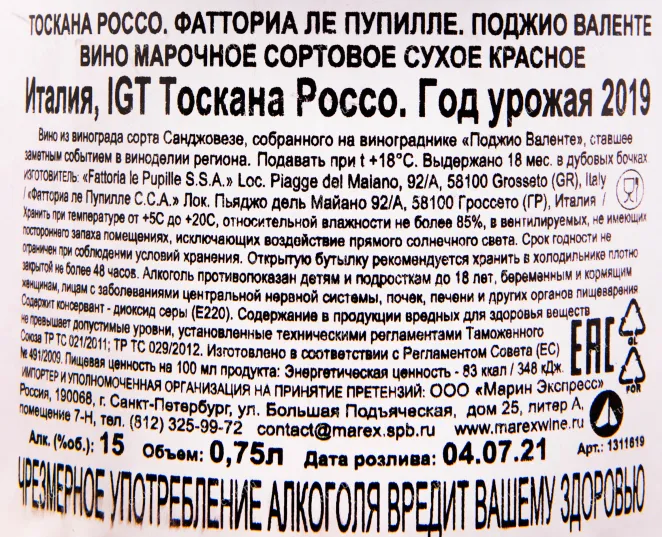 ТОСКАНА РОССО. ФАТТОРИА ЛЕ ПУПИЛЛЕ. ПОДЖИО ВАЛЕНТЕ
ВИНО МАРОЧНОЕ СОРТОВОЕ СУХОЕ КРАСНОЕ
Италия, IGT Тоскана Россо. Год урожая 2019
Вино из винограда сорта Санджовезе, собранного на винограднике «Поджио Валенте», ставшее
заметным событием в виноделии региона. Подавать при t +18°С. Выдержано 18 мес. в дубовых бочках
ИЗГОТОВИТЕЛЬ: «Fattoria le Pupille S.S.A.» Loc. Piagge del Maiano, 92/A, 58100 Grosseto (GR), Italy
/ «Фатториа ле Пупилле С.С.А.» Лок. Пьяджо дель Майано 92/А, 58100 Гроссето (ГР), Италия /
Хранить при температуре от +5С до +20С, относительной влажности не более 85%, в вентилируемых, не имеющих
постороннего запаха помещениях, исключающих воздействие прямого солнечного света. Срок годности не
ограничен при соблюдении условий хранения. Открытую бутылку рекомендуется хранить в холодильнике плотно
закрытой не более 48 часов. Алкоголь противопоказан детям и подросткам до 18 лет, беременным и кормящим
женщинам, лицам с заболеваниями центральной нервной системы, почек, печени и других органов пищеварения.
Содержит консервант - диоксид серы (Е220). Содержание в продукции вредных для здоровья веществ
не превышает допустимые уровни, установленные техническими регламентами Таможенного
Союза ТР ТС 021/2011; ТР ТС 029/2012. Изготовлено в соответствии с Регламентом Совета (ЕС)
№ 491/2009. Пищевая ценность на 100 мл продукта: Энергетическая ценность - 83 ккал / 348 кДж.
ИМПОРТЕР И УПОЛНОМОЧЕННАЯ ОРГАНИЗАЦИЯ НА ПРИНЯТИЕ ПРЕТЕНЗИЙ: ООО «Марин Экспресс»
Россия, 190068, г. Санкт-Петербург, ул. Большая Подъяческая, дом 25, литер А,
помещение 7-Н, тел. (812) 325-99-72 contact@marex.spb.ru www.marexwine.ru
EAC
GL
FOR
Алк. (%об.): 15 Объем: 0,75л Дата розлива: 04.07.21 Арт.: 1311619
ЧРЕЗМЕРНОЕ УПОТРЕБЛЕНИЕ АЛКОГОЛЯ ВРЕДИТ ВАШЕМУ ЗДОРОВЬЮ